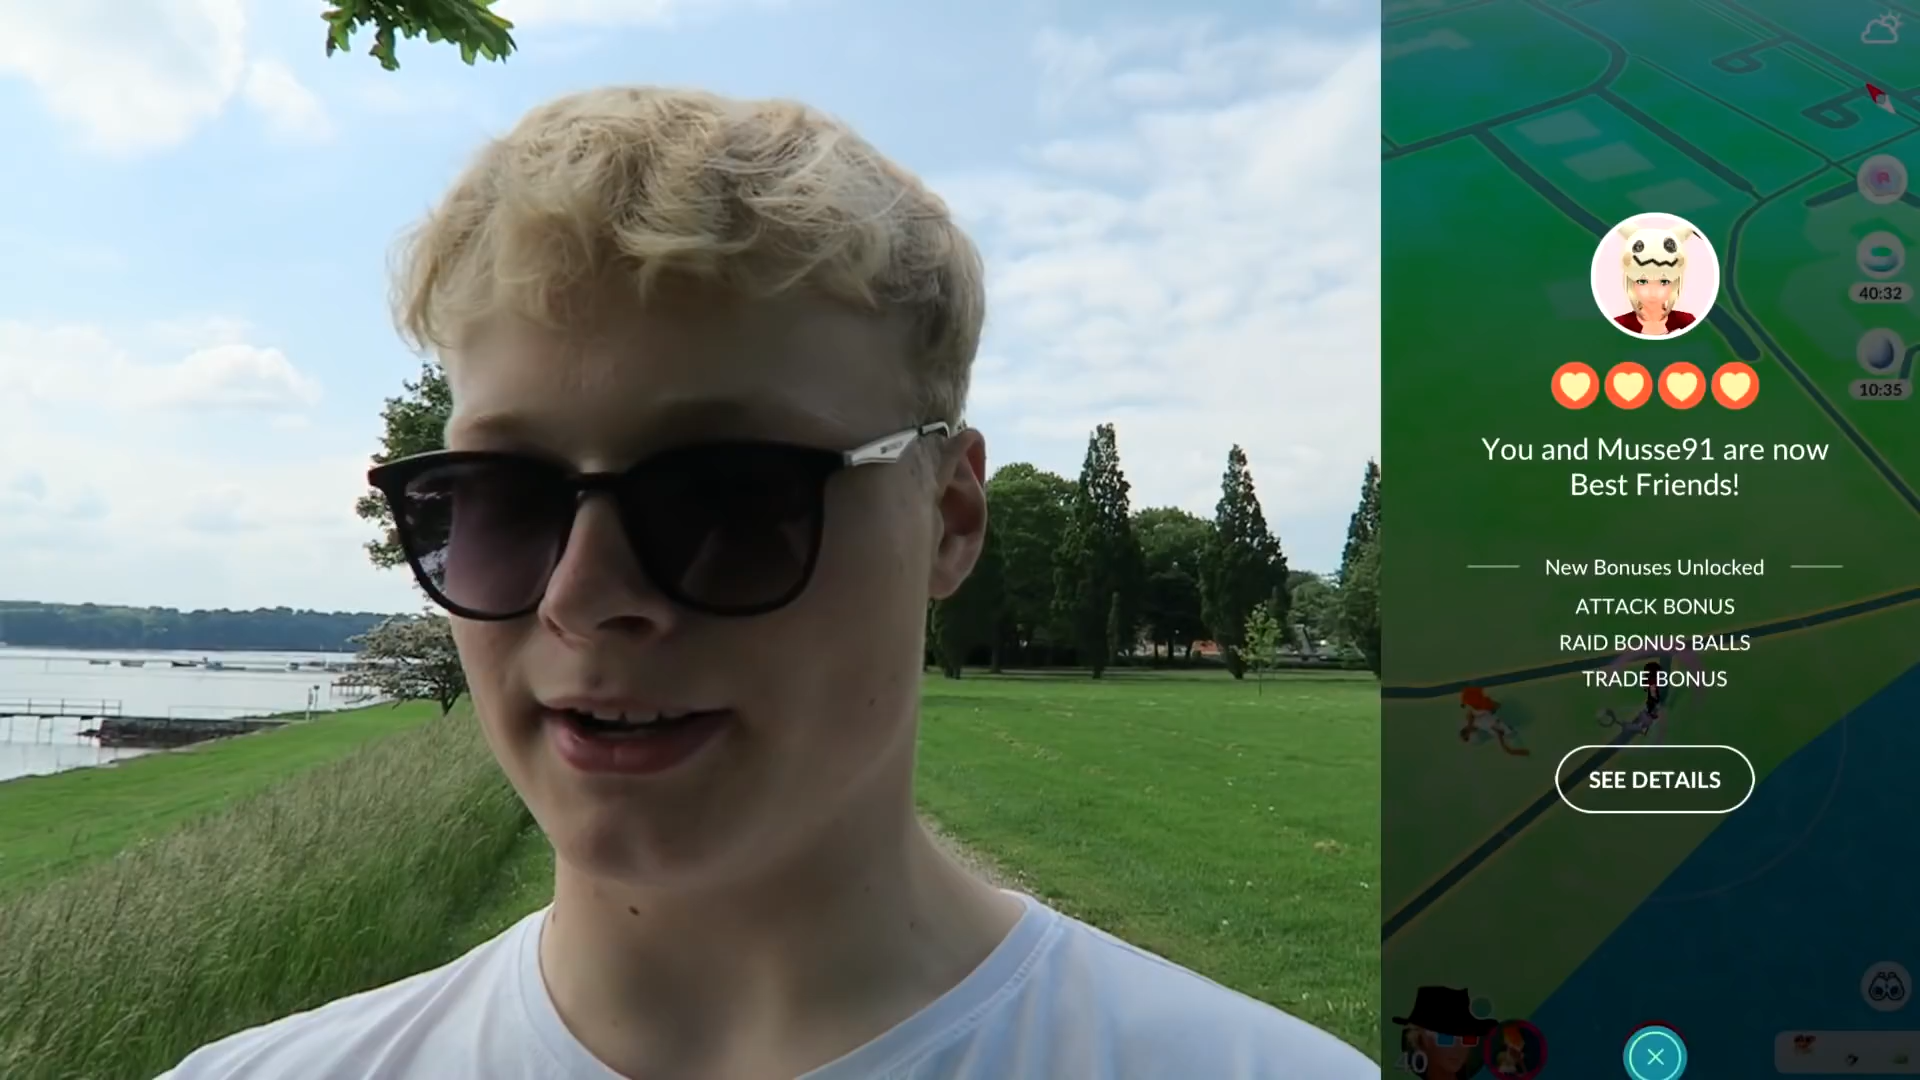 40:32
10:35
You and Musse91 are now
Best Friends!
New Bonuses Unlocked
ATTACK BONUS
RAID BONUS BALLS
TRADE BONUS
SEE DETAILS
40